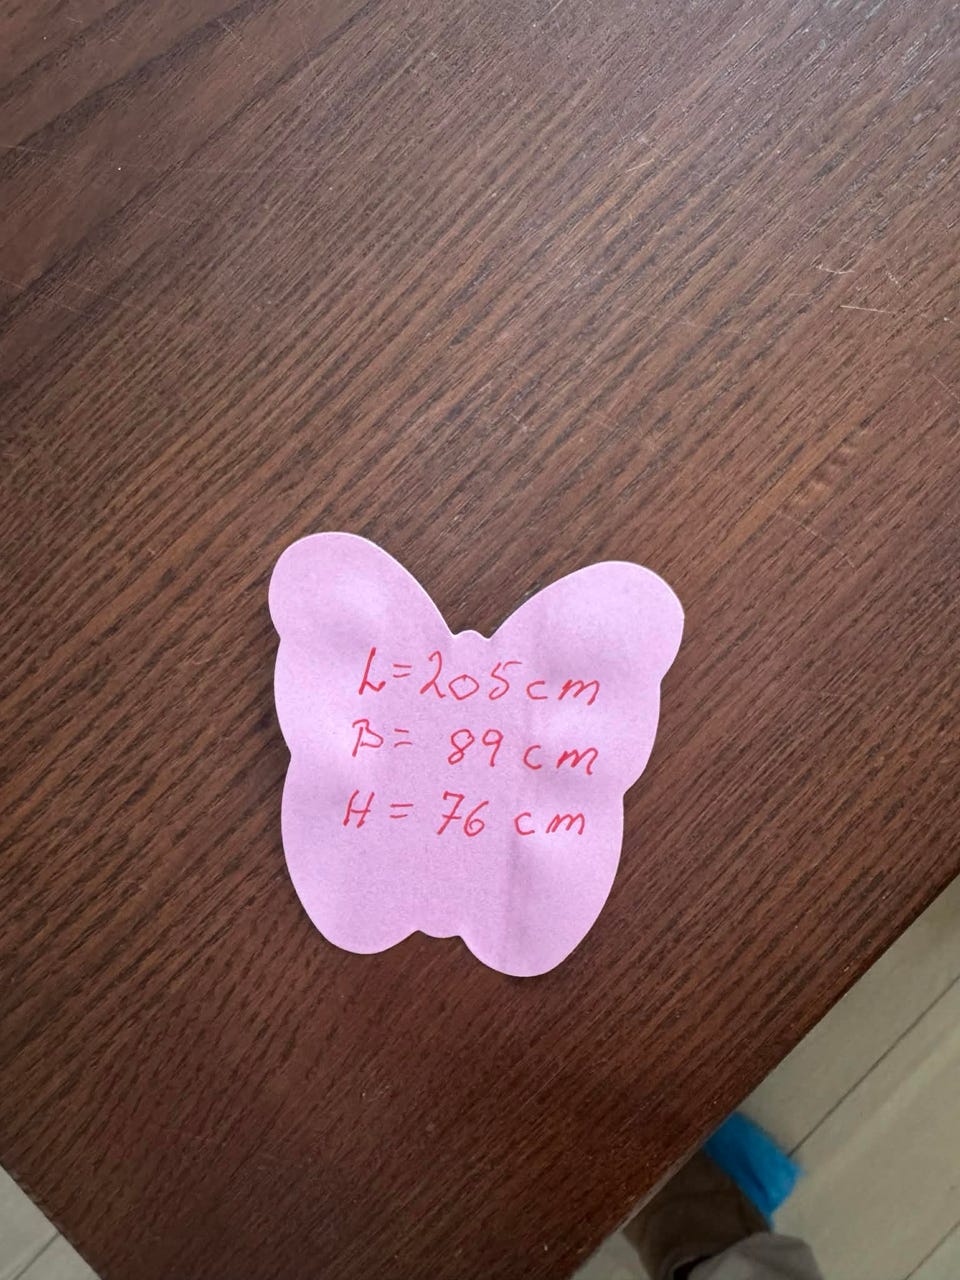 L=205cm
B= 89cm
H= 76 cm